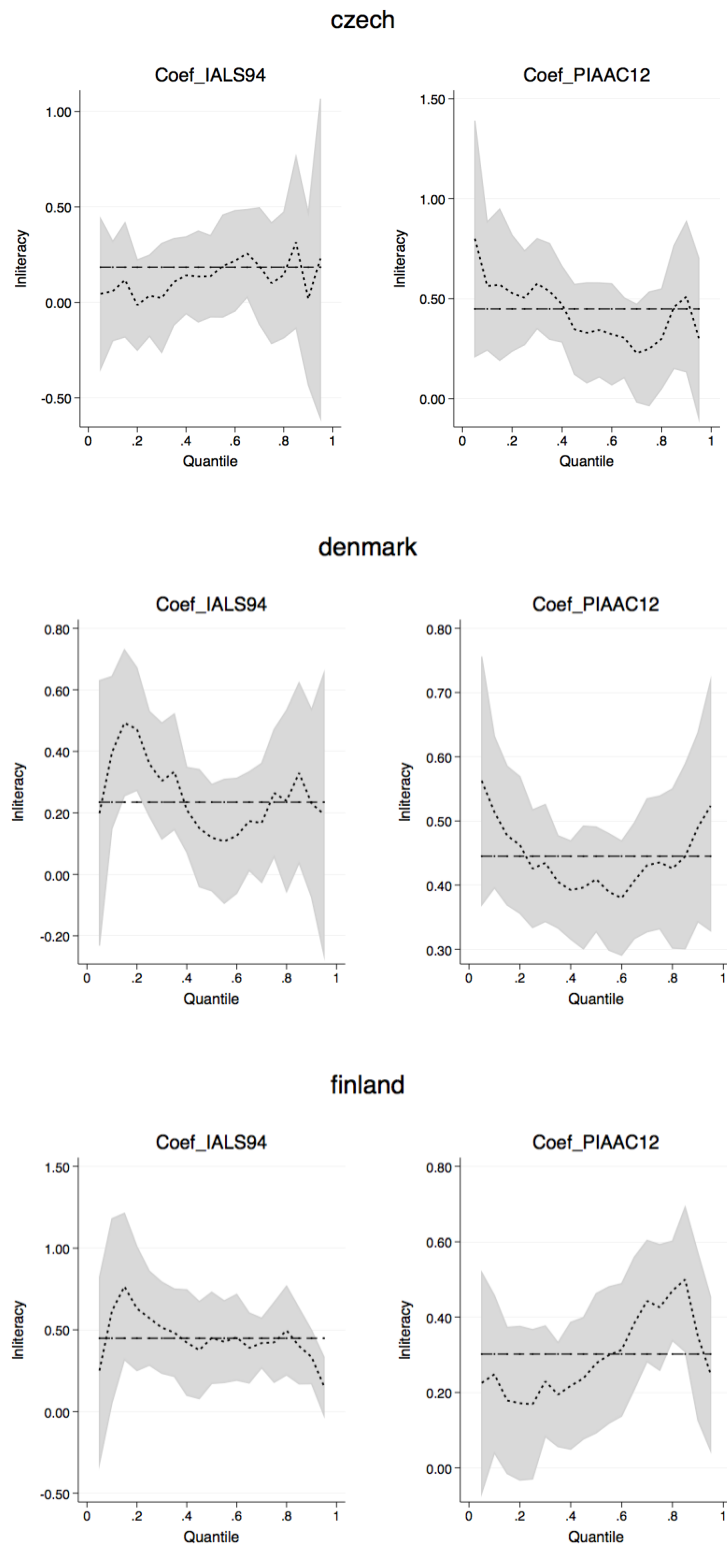 czech
Coef_IALS94
Coef_PIAAC12
Inliteracy
1.00
0.50
0.00
-0.50
0 .2 .4 .6 .8 1
Quantile
Inliteracy
1.50
1.00
0.50
0.00
0 .2 .4 .6 .8 1
Quantile
denmark
Coef_IALS94
Coef_PIAAC12
Inliteracy
0.80
0.60
0.40
0.20
0.00
-0.20
0 .2 .4 .6 .8 1
Quantile
Inliteracy
0.80
0.70
0.60
0.50
0.40
0.30
0 .2 .4 .6 .8 1
Quantile
finland
Coef_IALS94
Coef_PIAAC12
Inliteracy
1.50
1.00
0.50
0.00
-0.50
0 .2 .4 .6 .8 1
Quantile
Inliteracy
0.80
0.60
0.40
0.20
0.00
0 .2 .4 .6 .8 1
Quantile